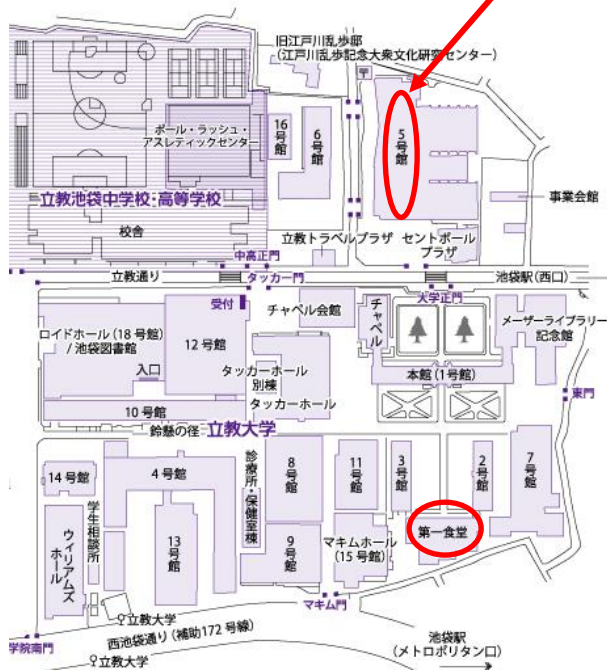 旧江戸川乱歩邸
(江戸川乱歩記念大衆文化研究センター)
ポール・ラッシュ・
アスレティックセンター
16号館
6号館
5号館
立教池袋中学校・高等学校
校舎
事業会館
立教トラベルプラザ
セントポール
プラザ
中高正門
立教通り
タッカー門
大学正門
池袋駅(西口)
受付
チャペル会館
チャペル
メーザーライブラリー
記念館
ロイドホール(18号館)
/池袋図書館
12号館
入口
タッカーホール
別棟
本館(1号館)
東門
10号館
タッカーホール
鈴懸の径
立教大学
14号館
4号館
診療所・保健室棟
8号館
11号館
3号館
2号館
7号館
学生相談所
ウィリアムズ
ホール
13号館
9号館
マキムホール
(15号館)
第一食堂
マキム門
立教大学
西池袋通り(補助172号線)
学院南門
立教大学
池袋駅
(メトロポリタン口)